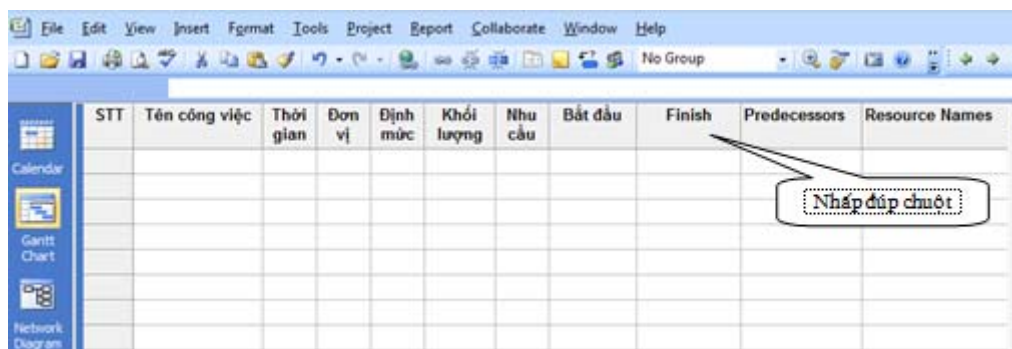 File Edit View Insert Format Tools Project Report Collaborate Window Help
No Group
STT Tên công việc Thời gian Đơn vị Định mức Khối lượng Nhu cầu Bắt đầu Finish Predecessors Resource Names
Calendar
Nhấp đúp chuột
Gantt
Chart
Network
Diagram